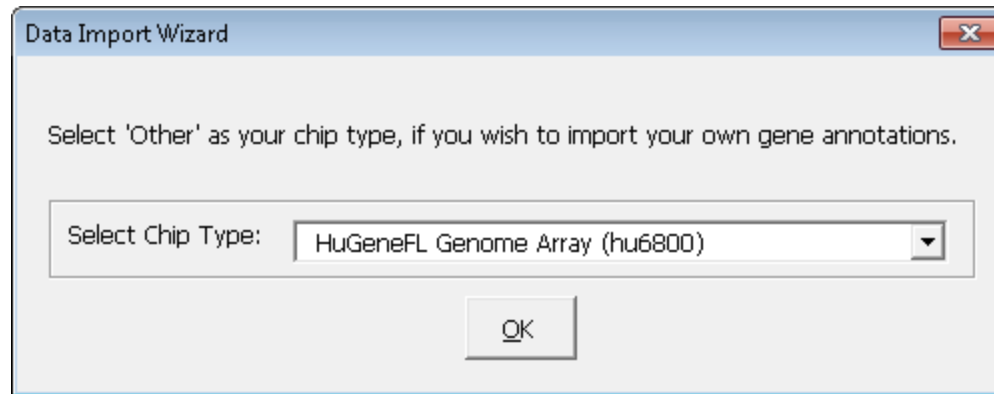 Data Import Wizard
Select 'Other' as your chip type, if you wish to import your own gene annotations.
Select Chip Type: HuGeneFL Genome Array (hu6800)
OK